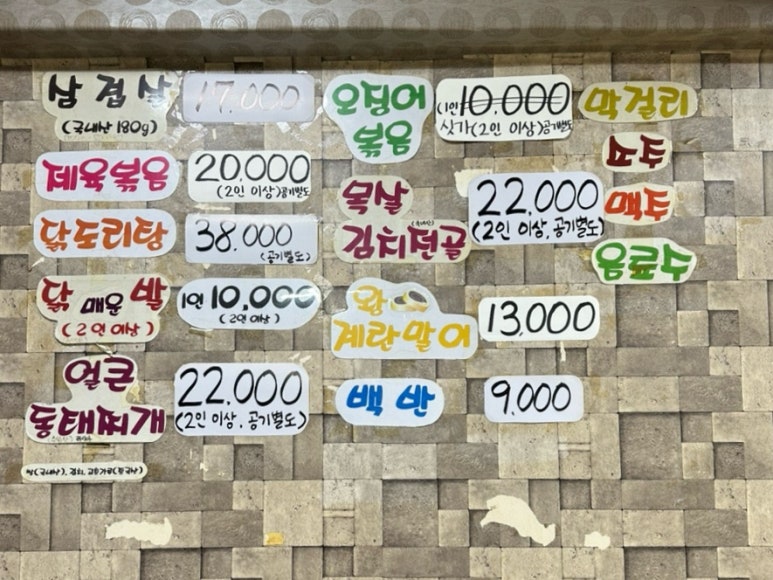 삼겹살
(국내산 180g)
17,000
제육볶음
20,000
(2인 이상)공기별도
닭도리탕
38,000
(공기별도)
닭 매운 발
(2인 이상)
1인 10,000
(2인 이상)
얼큰
동태찌개
22,000
(2인 이상, 공기별도)
오징어
볶음
(1인 10,000
싯가(2인 이상)공기별도
목살
김치전골
22,000
(2인 이상, 공기별도)
왕
계란말이
13,000
백반
9,000
막걸리
소주
맥주
음료수